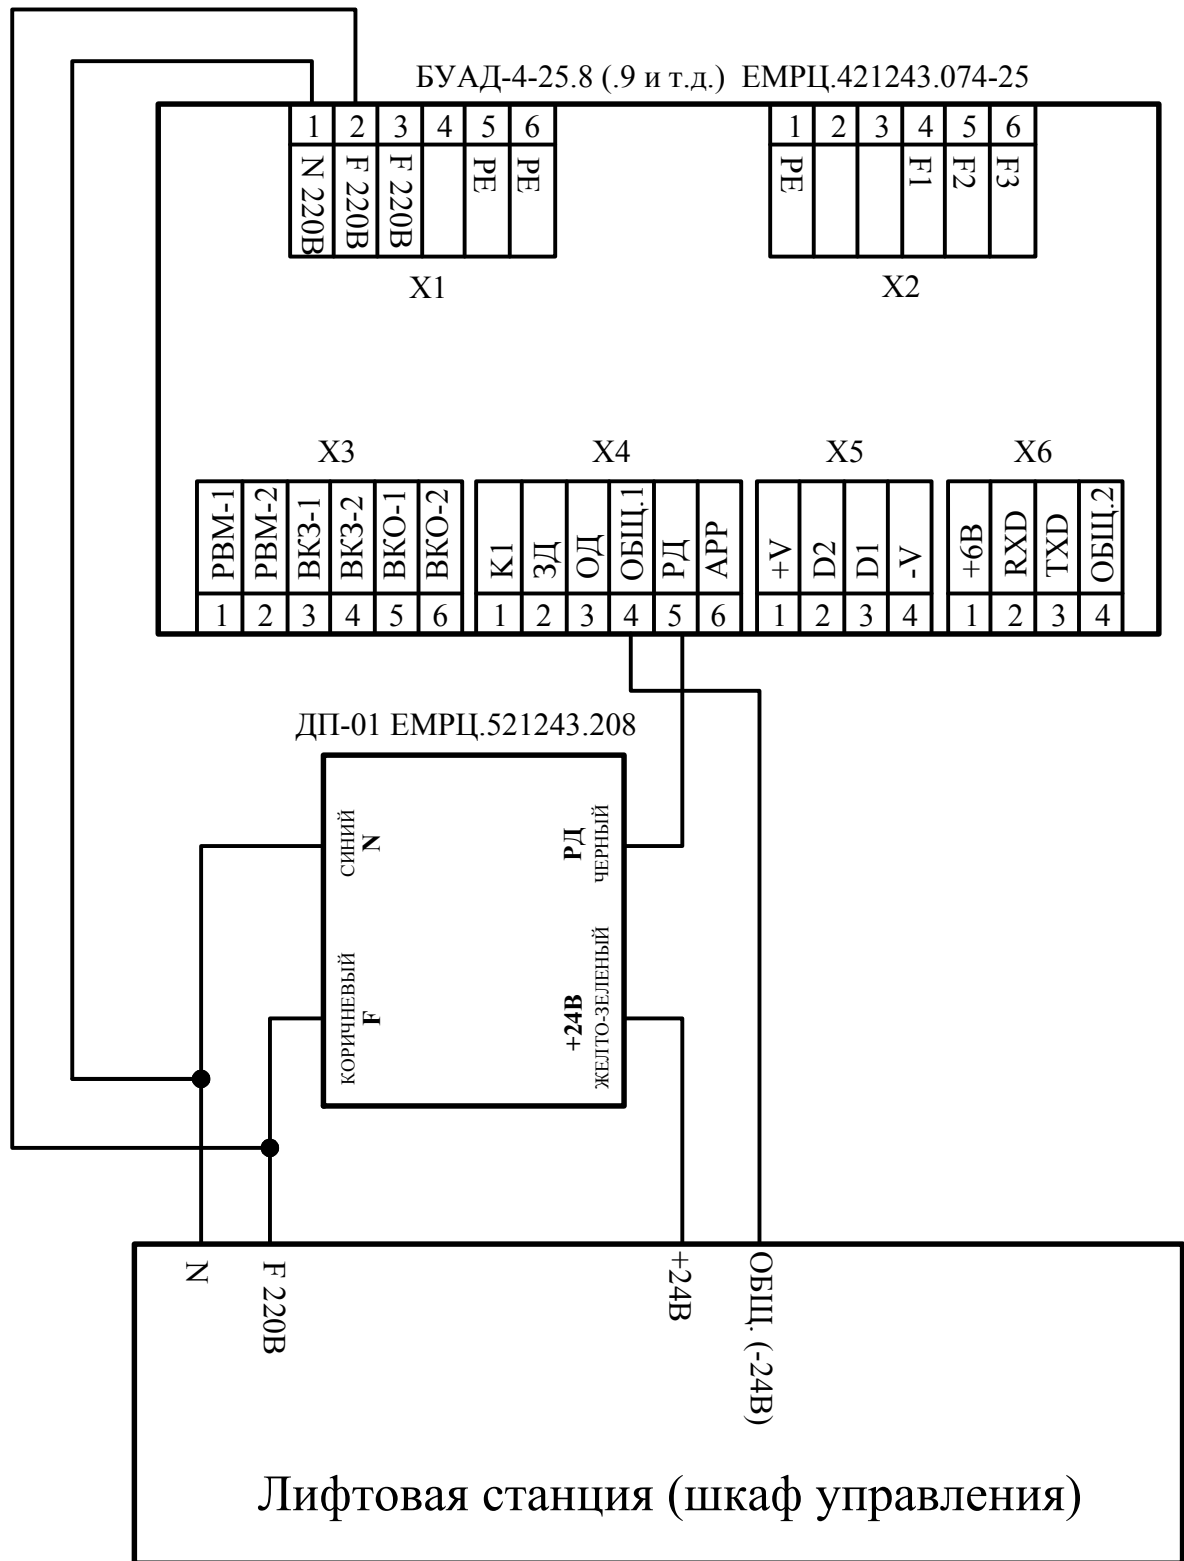 БУАД-4-25.8 (.9 и т.д.) ЕМРЦ.421243.074-25
1 2 3 4 5 6
N 220В
F 220В
F 220В
PE
PE
X1
1 2 3 4 5 6
PE
F1
F2
F3
X2
X3
РВМ-1
РВМ-2
ВКЗ-1
ВКЗ-2
ВКО-1
ВКО-2
1 2 3 4 5 6
X4
К1
ЗД
ОД
ОБЩ.1
РД
АРР
1 2 3 4 5 6
X5
+V
D2
D1
-V
1 2 3 4
X6
+6В
RXD
TXD
ОБЩ.2
1 2 3 4
ДП-01 ЕМРЦ.521243.208
СИНИЙ
N
РД
ЧЕРНЫЙ
КОРИЧНЕВЫЙ
F
+24В
ЖЕЛТО-ЗЕЛЕНЫЙ
N
F 220В
+24В
ОБЩ. (-24В)
Лифтовая станция (шкаф управления)